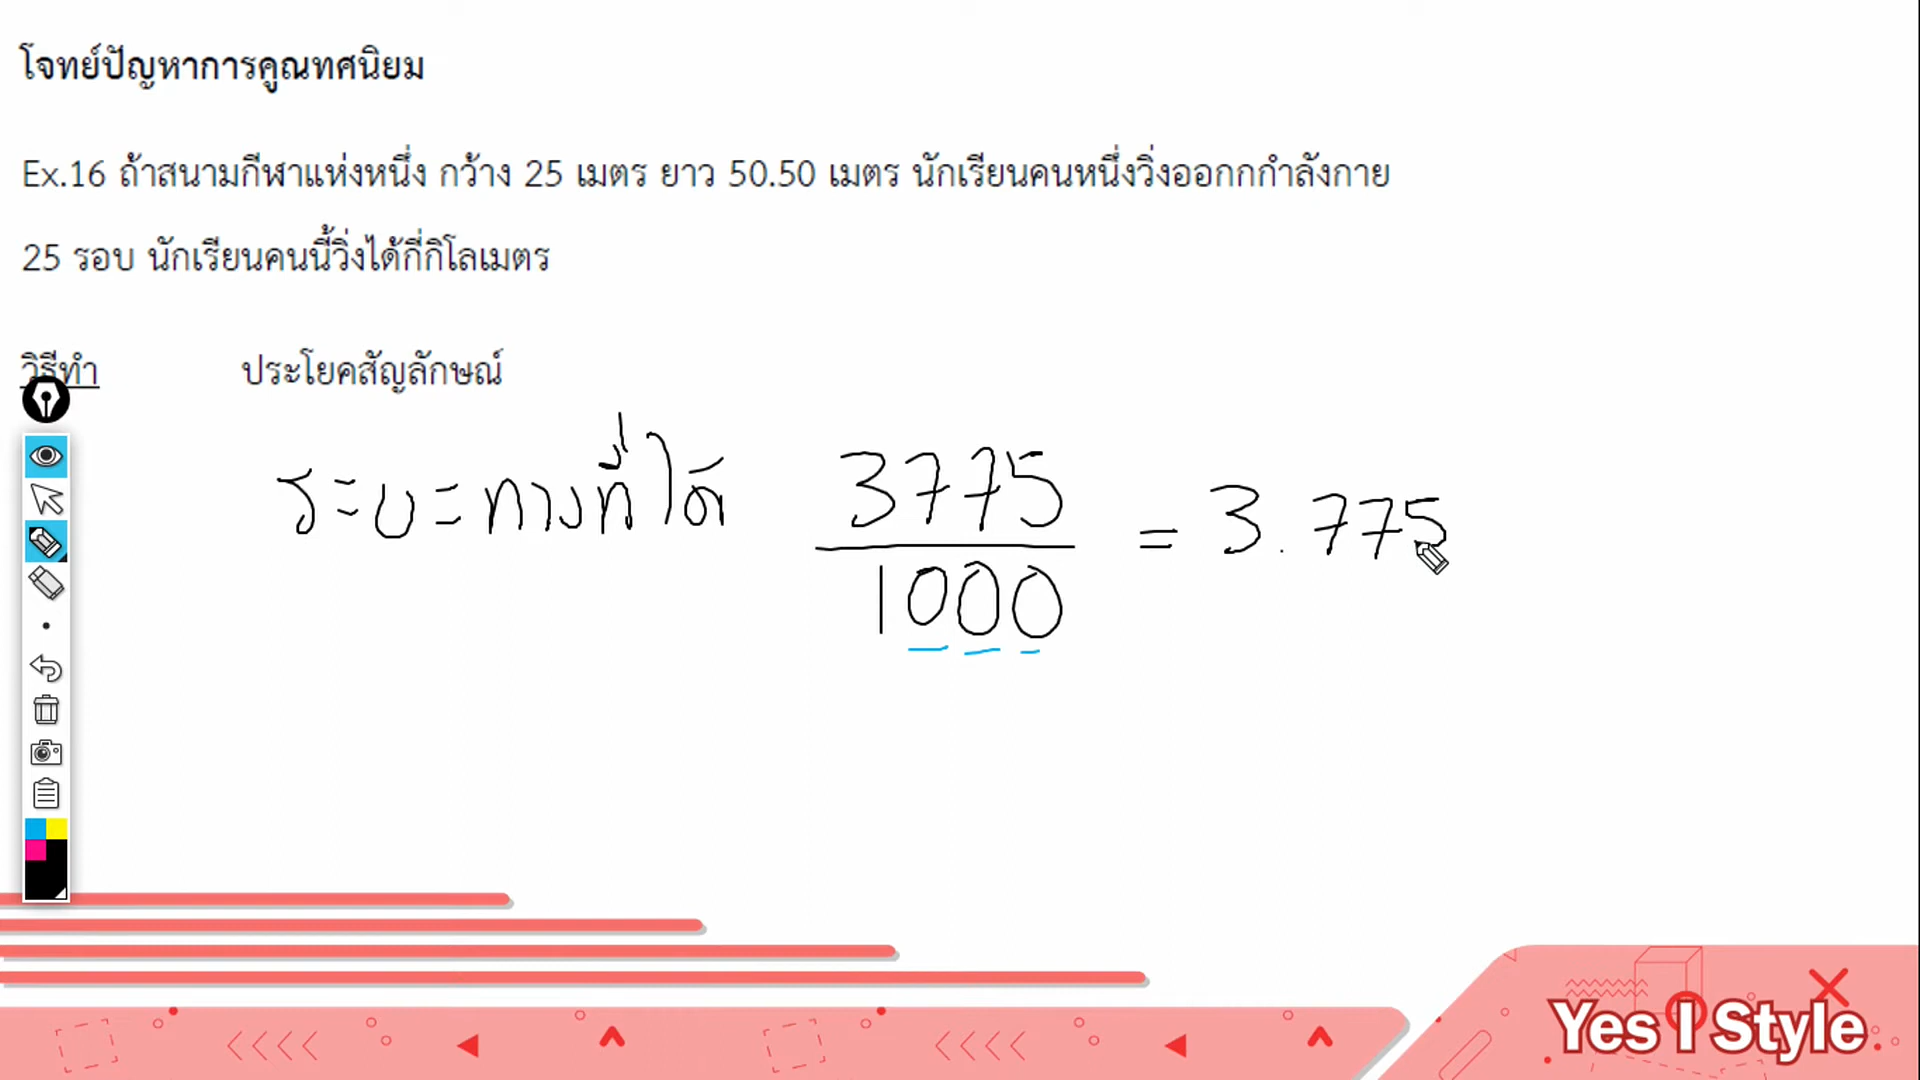 โจทย์ปัญหาการคูณทศนิยม
Ex.16 ถ้าสนามกีฬาแห่งหนึ่ง กว้าง 25 เมตร ยาว 50.50 เมตร นักเรียนคนหนึ่งวิ่งออกกกำลังกาย
25 รอบ นักเรียนคนนี้วิ่งได้กี่กิโลเมตร
วิธีทำ ประโยคสัญลักษณ์
ระยะทางที่ได้ 3775
1000
= 3.775
Yes I Style